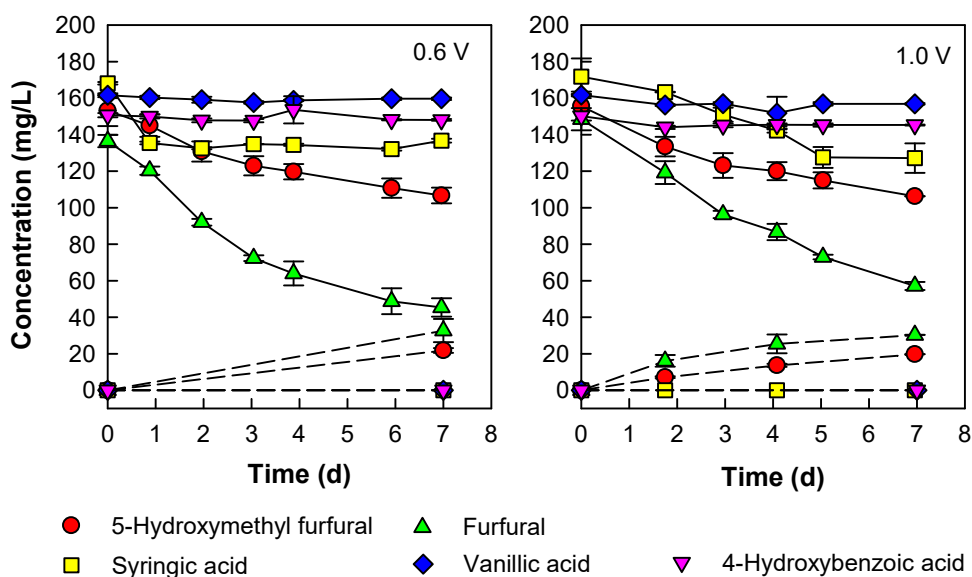 0.6 V
1.0 V
Concentration (mg/L)
200
180
160
140
120
100
80
60
40
20
0
0 1 2 3 4 5 6 7 8
Time (d)
200
180
160
140
120
100
80
60
40
20
0
0 1 2 3 4 5 6 7 8
Time (d)
5-Hydroxymethyl furfural
Furfural
Syringic acid
Vanillic acid
4-Hydroxybenzoic acid